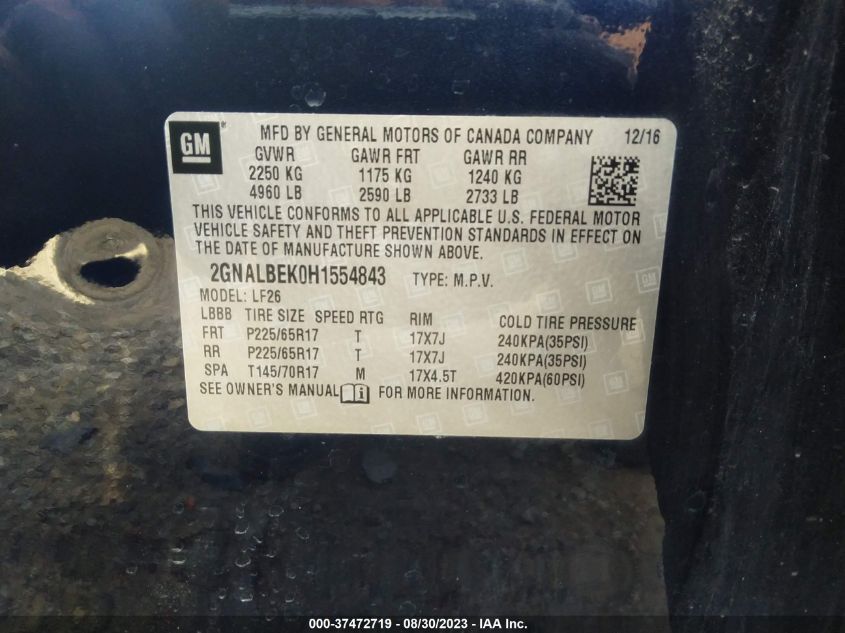 GM® MFD BY GENERAL MOTORS OF CANADA COMPANY 12/16
GVWR GAWR FRT GAWR RR
2250 KG 1175 KG 1240 KG
4960 LB 2590 LB 2733 LB
THIS VEHICLE CONFORMS TO ALL APPLICABLE U.S. FEDERAL MOTOR
VEHICLE SAFETY AND THEFT PREVENTION STANDARDS IN EFFECT ON
THE DATE OF MANUFACTURE SHOWN ABOVE.
2GNALBEK0H1554843 TYPE: M.P.V.
MODEL: LF26
LBBB TIRE SIZE SPEED RTG RIM COLD TIRE PRESSURE
FRT P225/65R17 T 17X7J 240KPA(35PSI)
RR P225/65R17 T 17X7J 240KPA(35PSI)
SPA T145/70R17 M 17X4.5T 420KPA(60PSI)
SEE OWNER'S MANUAL i FOR MORE INFORMATION.
000-37472719 - 08/30/2023 - IAA Inc.